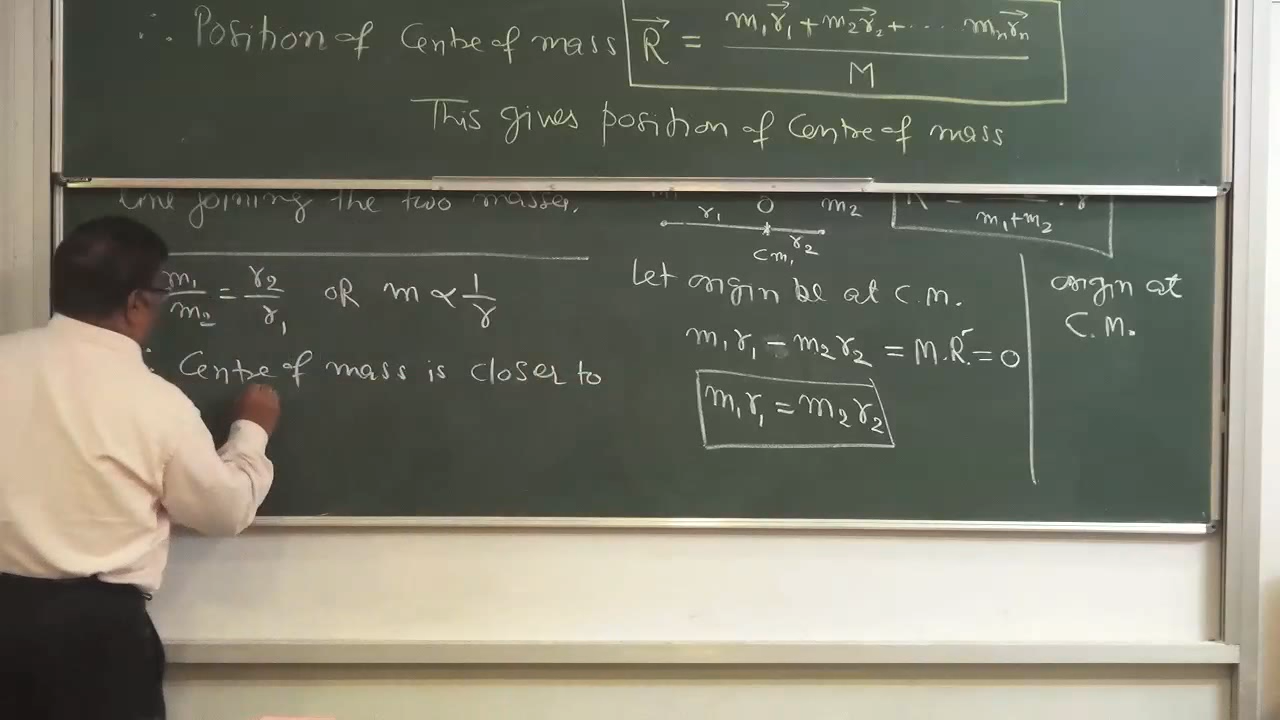 ∴ Position of Centre of mass R⃗ = (m₁r⃗₁ + m₂r⃗₂ + ···· mₙr⃗ₙ) / M
This gives position of Centre of mass
line joining the two masses.
r₁ O m₂
C m, r₂
m₁+m₂
m₁/m₂ = r₂/r₁ OR m ∝ 1/r
Centre of mass is closer to
Let origin be at C.M.
m₁r₁ - m₂r₂ = M.R = 0
m₁r₁ = m₂r₂
origin at
C.M.